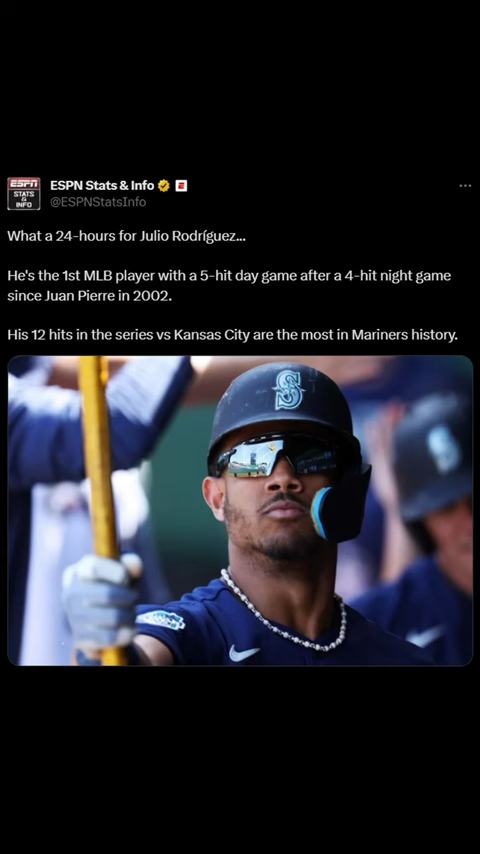 ESPN
STATS
&
INFO
ESPN Stats & Info
@ESPNStatsInfo
What a 24-hours for Julio Rodríguez...
He's the 1st MLB player with a 5-hit day game after a 4-hit night game
since Juan Pierre in 2002.
His 12 hits in the series vs Kansas City are the most in Mariners history.
S